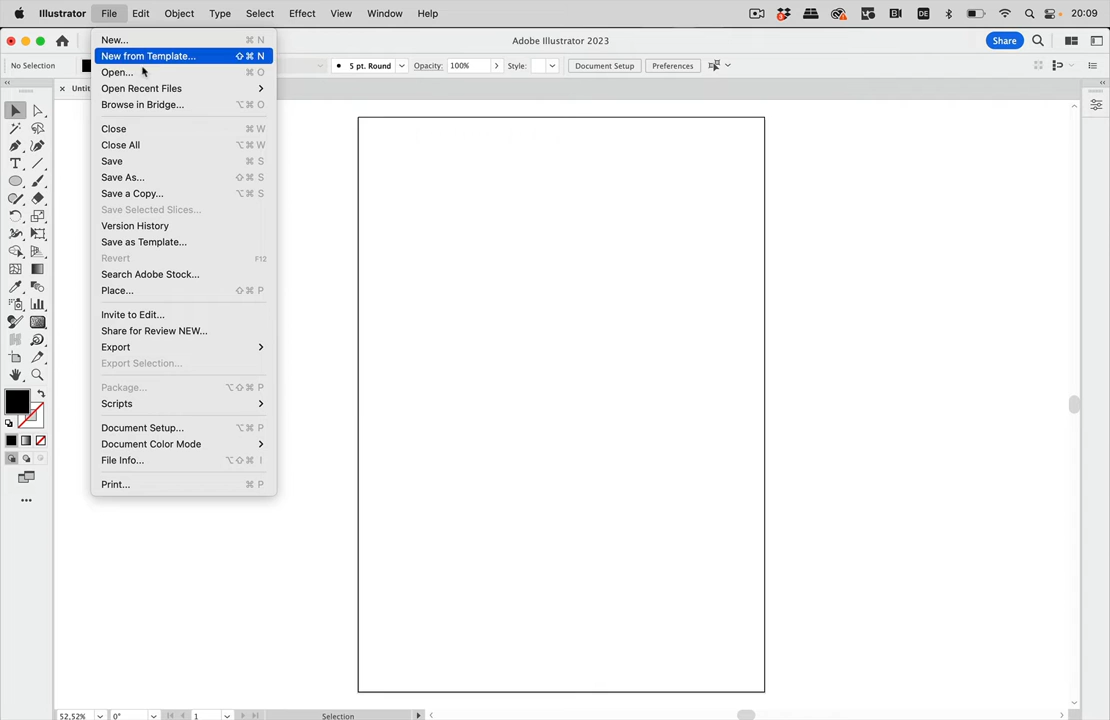 Illustrator File Edit Object Type Select Effect View Window Help DE 20:09
Adobe Illustrator 2023 Share
No Selection 5 pt. Round Opacity: 100% Style: Document Setup Preferences
× Untit
New... ⌘ N
New from Template... ⇧ ⌘ N
Open... ⌘ O
Open Recent Files
Browse in Bridge... ⌥⌘ O
Close ⌘ W
Close All ⌥⌘ W
Save ⌘ S
Save As... ⇧⌘ S
Save a Copy... ⌥⌘ S
Save Selected Slices...
Version History
Save as Template...
Revert F12
Search Adobe Stock...
Place... ⇧⌘ P
Invite to Edit...
Share for Review NEW...
Export
Export Selection...
Package... ⌥⇧⌘ P
Scripts
Document Setup... ⌥⌘ P
Document Color Mode
File Info... ⌥⇧⌘ I
Print... ⌘ P
52,52% 0° 1 Selection